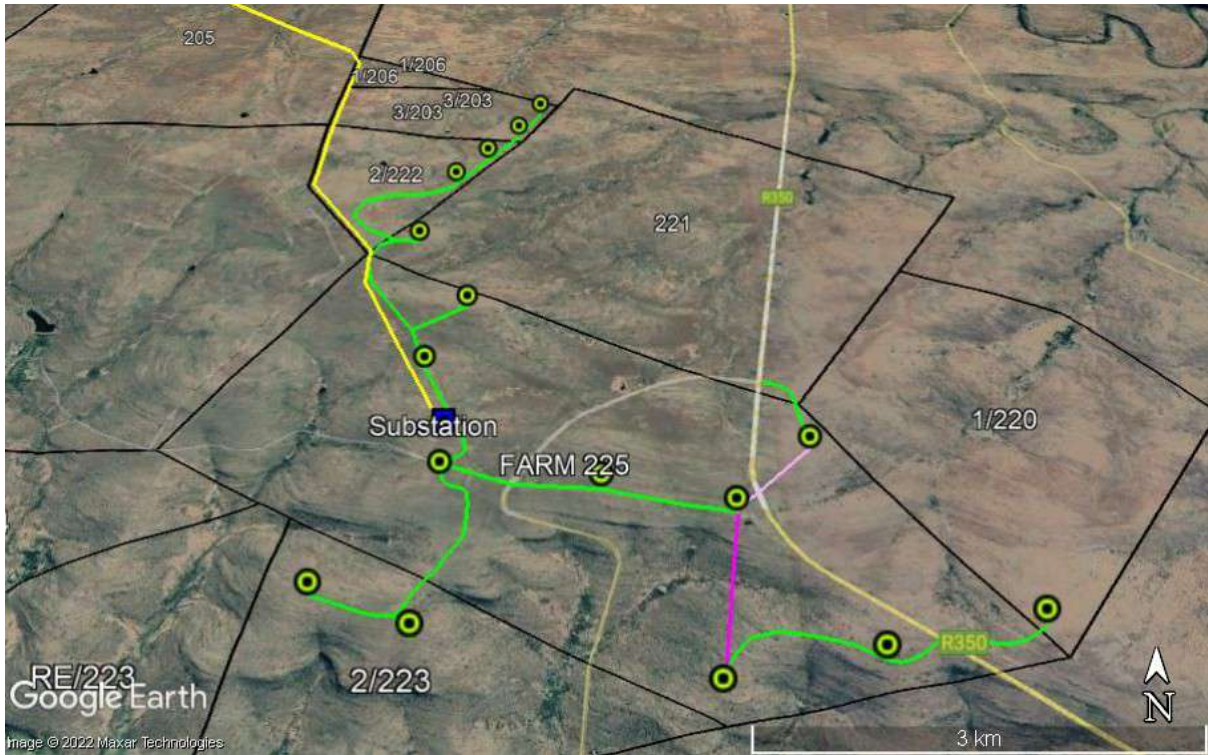 205
1/206
1/206
3/203
3/203
2/222
221
R350
1/220
Substation
FARM 225
R350
RE/223
2/223
Google Earth
N
3 km
Image © 2022 Maxar Technologies